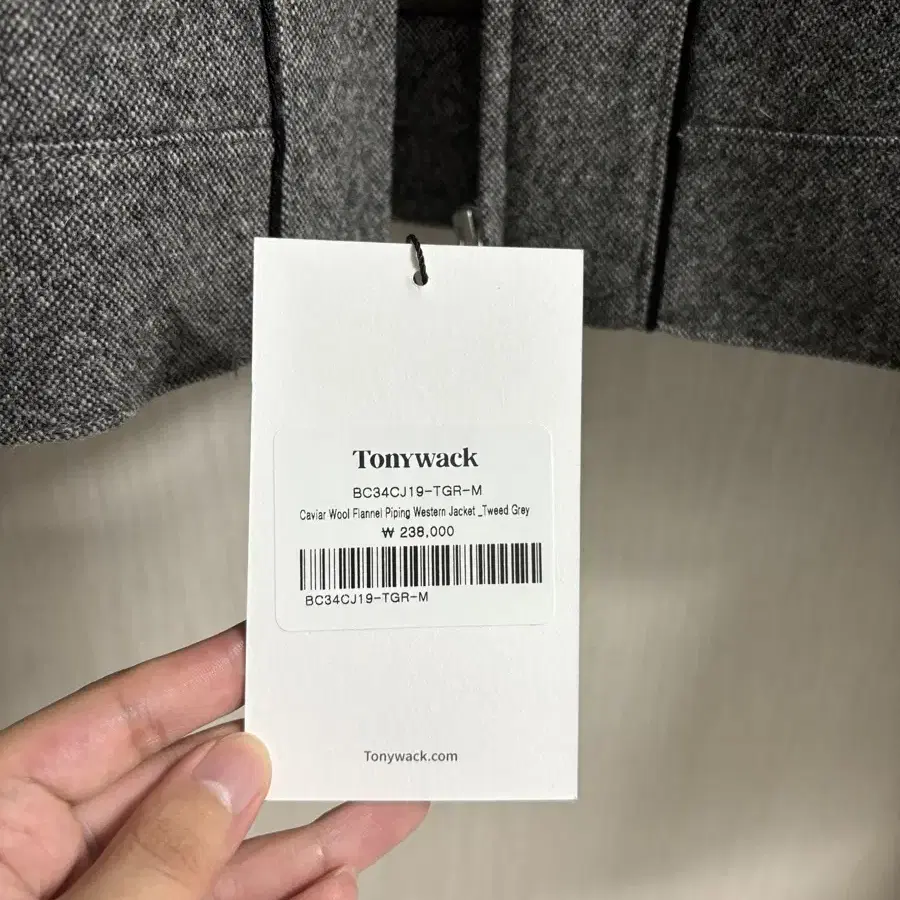 Tonywack
BC34CJ19-TGR-M
Caviar Wool Flannel Piping Western Jacket _Tweed Grey
₩ 238,000
BC34CJ19-TGR-M
Tonywack.com